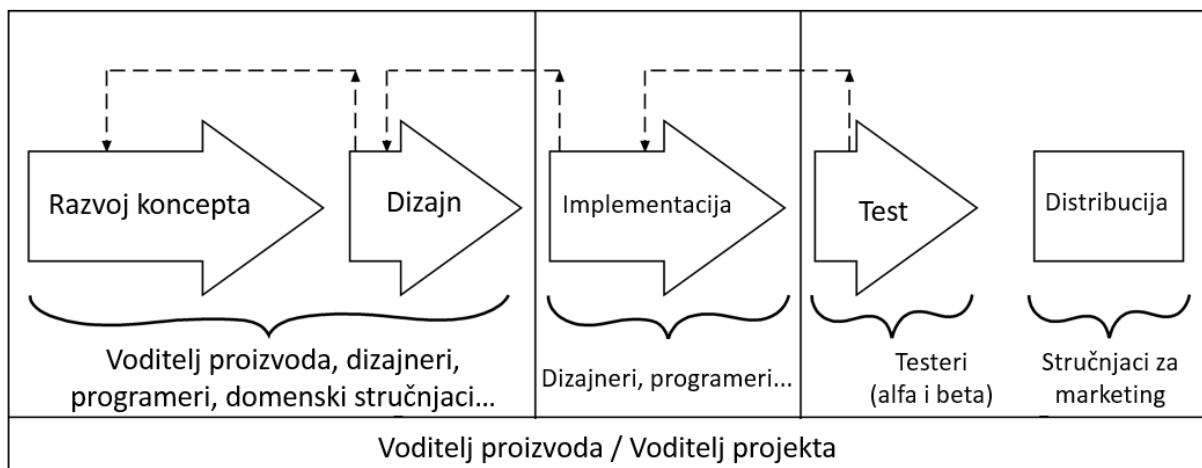 Razvoj koncepta
Dizajn
Implementacija
Test
Distribucija
Voditelj proizvoda, dizajneri,
programeri, domenski stručnjaci...
Dizajneri, programeri...
Testeri
(alfa i beta)
Stručnjaci za
marketing
Voditelj proizvoda / Voditelj projekta